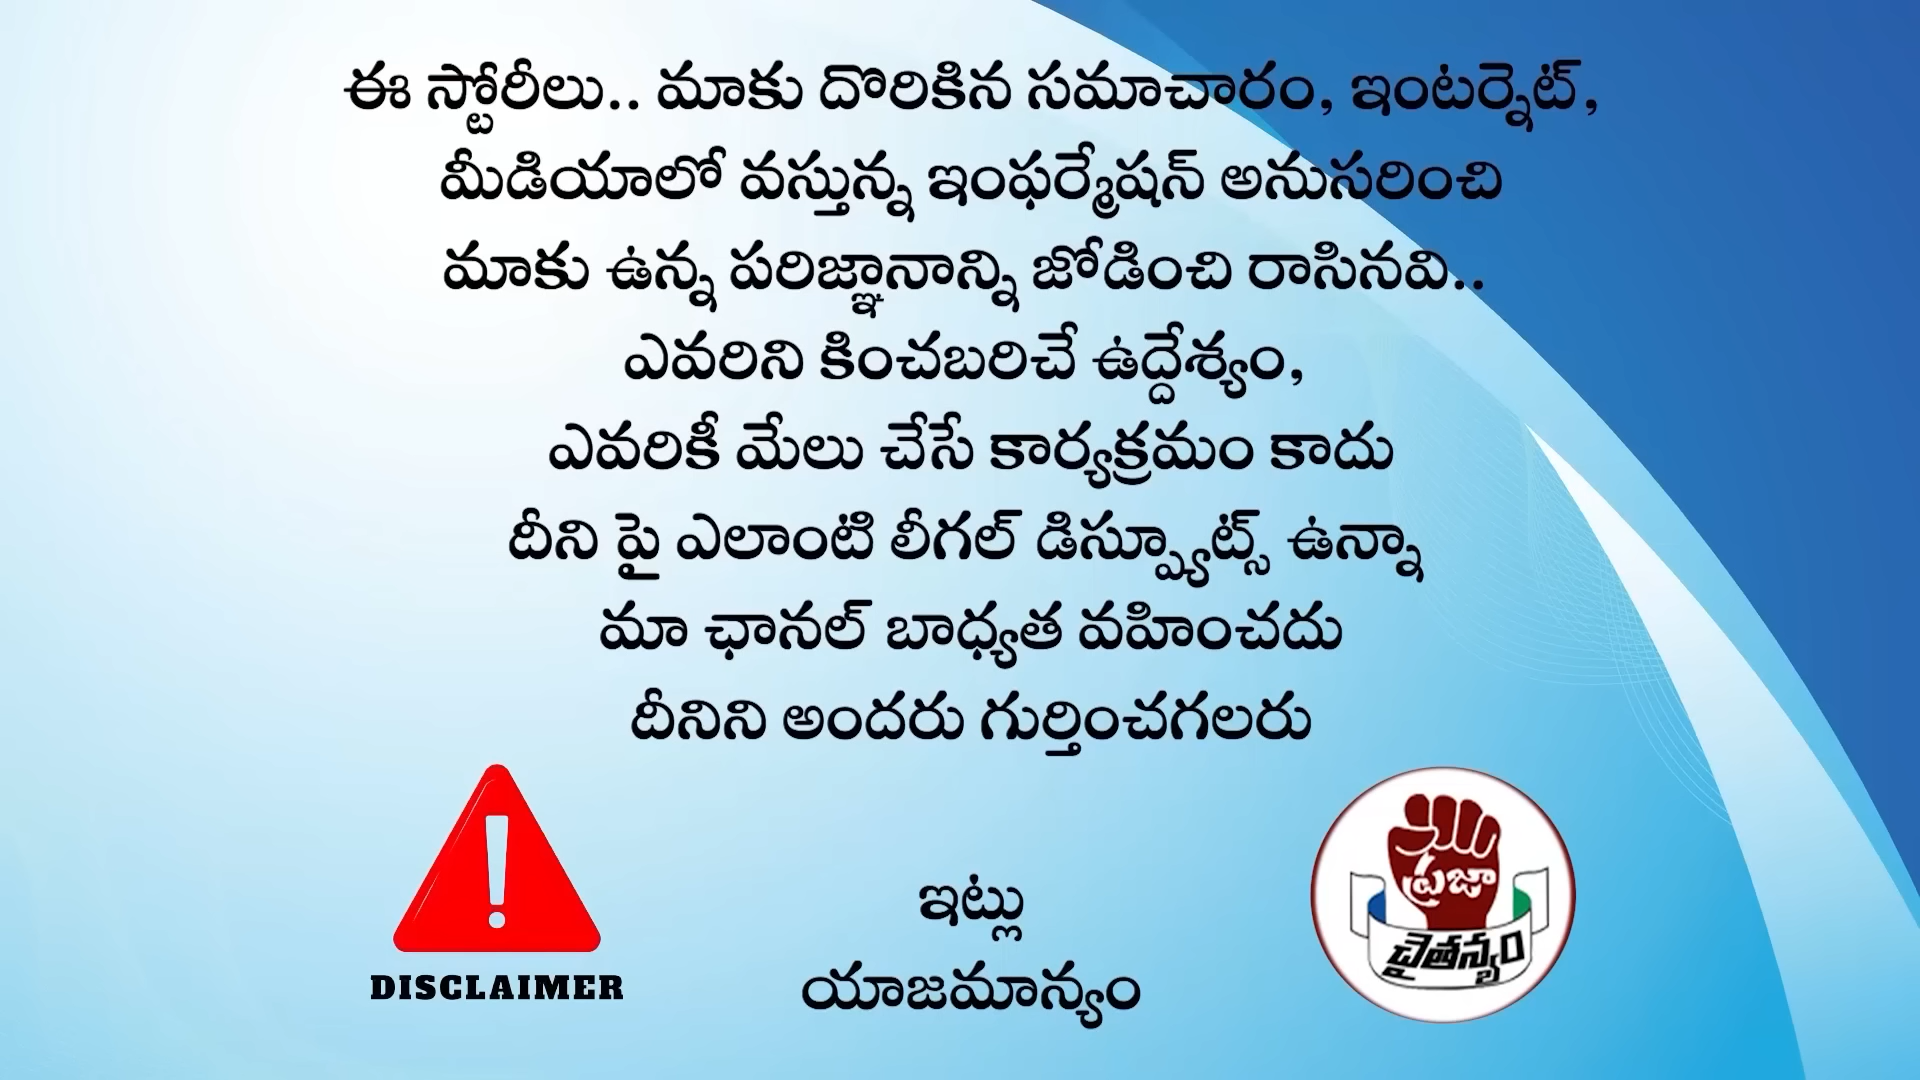 ఈ స్టోరీలు.. మాకు దొరికిన సమాచారం, ఇంటర్నెట్,
మీడియాలో వస్తున్న ఇంఫర్మేషన్ అనుసరించి
మాకు ఉన్న పరిజ్ఞానాన్ని జోడించి రాసినవి..
ఎవరిని కించబరిచే ఉద్దేశ్యం,
ఎవరికీ మేలు చేసే కార్యక్రమం కాదు
దీని పై ఎలాంటి లీగల్ డిస్ప్యూట్స్ ఉన్నా
మా ఛానల్ బాధ్యత వహించదు
దీనిని అందరు గుర్తించగలరు
DISCLAIMER
ఇట్లు
యాజమాన్యం
ప్రజా
చైతన్యం